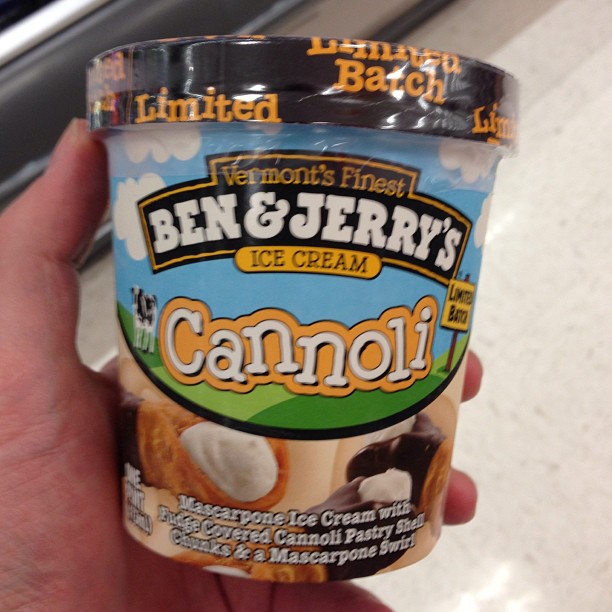 Limited
Batch
Limited
Vermont's Finest
BEN & JERRY'S
ICE CREAM
LIMITED
BATCH
Cannoli
Mascarpone Ice Cream with
Fudge Covered Cannoli Pastry Shell
Chunks & a Mascarpone Swirl